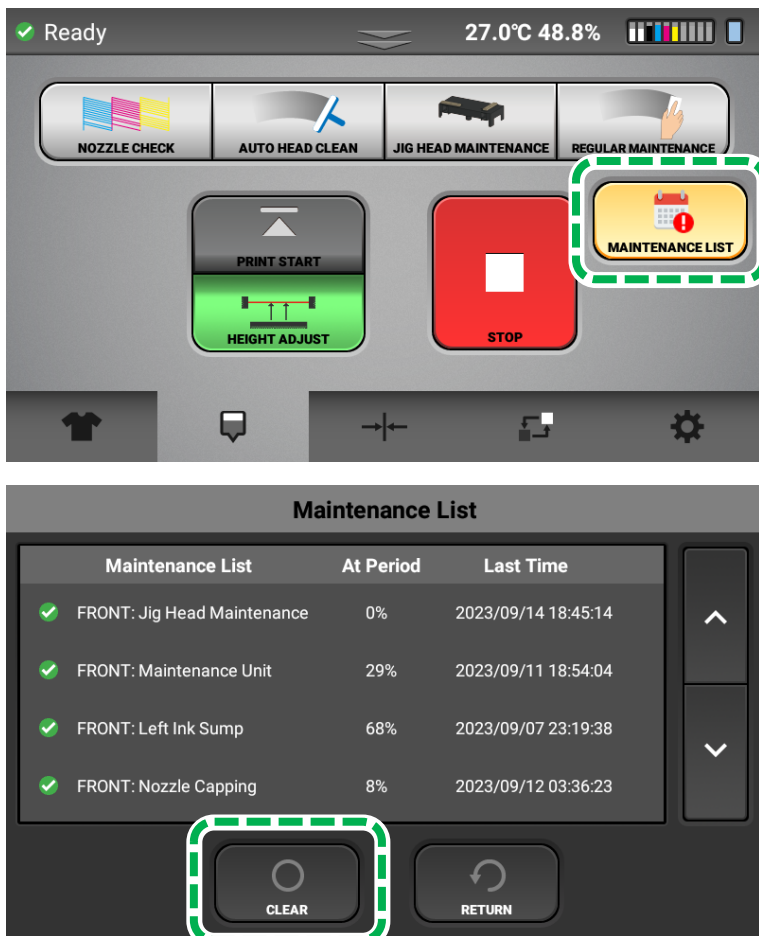 Ready
27.0℃ 48.8%
NOZZLE CHECK
AUTO HEAD CLEAN
JIG HEAD MAINTENANCE
REGULAR MAINTENANCE
MAINTENANCE LIST
PRINT START
HEIGHT ADJUST
STOP
Maintenance List
Maintenance List At Period Last Time
FRONT: Jig Head Maintenance 0% 2023/09/14 18:45:14
FRONT: Maintenance Unit 29% 2023/09/11 18:54:04
FRONT: Left Ink Sump 68% 2023/09/07 23:19:38
FRONT: Nozzle Capping 8% 2023/09/12 03:36:23
CLEAR
RETURN